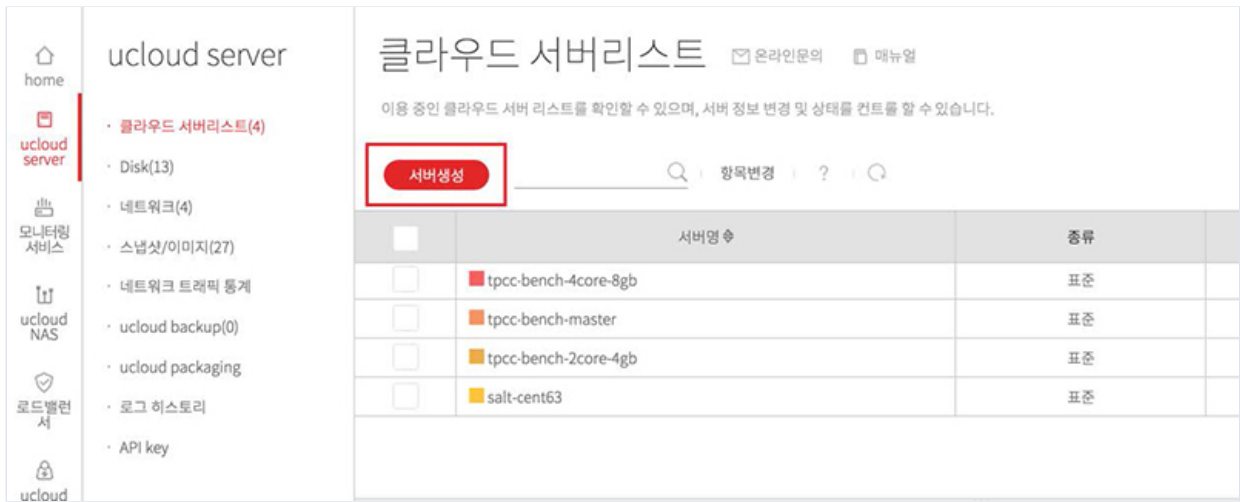 home
ucloud
server
모니터링
서비스
ucloud
NAS
로드밸런
서
ucloud
ucloud server
· 클라우드 서버리스트(4)
· Disk(13)
· 네트워크(4)
· 스냅샷/이미지(27)
· 네트워크 트래픽 통계
· ucloud backup(0)
· ucloud packaging
· 로그 히스토리
· API key
클라우드 서버리스트 온라인문의 매뉴얼
이용 중인 클라우드 서버 리스트를 확인할 수 있으며, 서버 정보 변경 및 상태를 컨트롤 할 수 있습니다.
서버생성 항목변경 ?
서버명 종류
tpcc-bench-4core-8gb 표준
tpcc-bench-master 표준
tpcc-bench-2core-4gb 표준
salt-cent63 표준